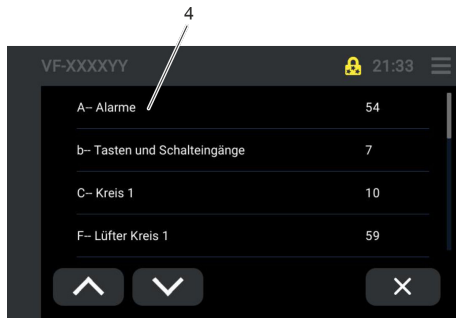 4
VF-XXXXYY 21:33
A-- Alarme 54
b-- Tasten und Schalteingänge 7
C-- Kreis 1 10
F-- Lüfter Kreis 1 59